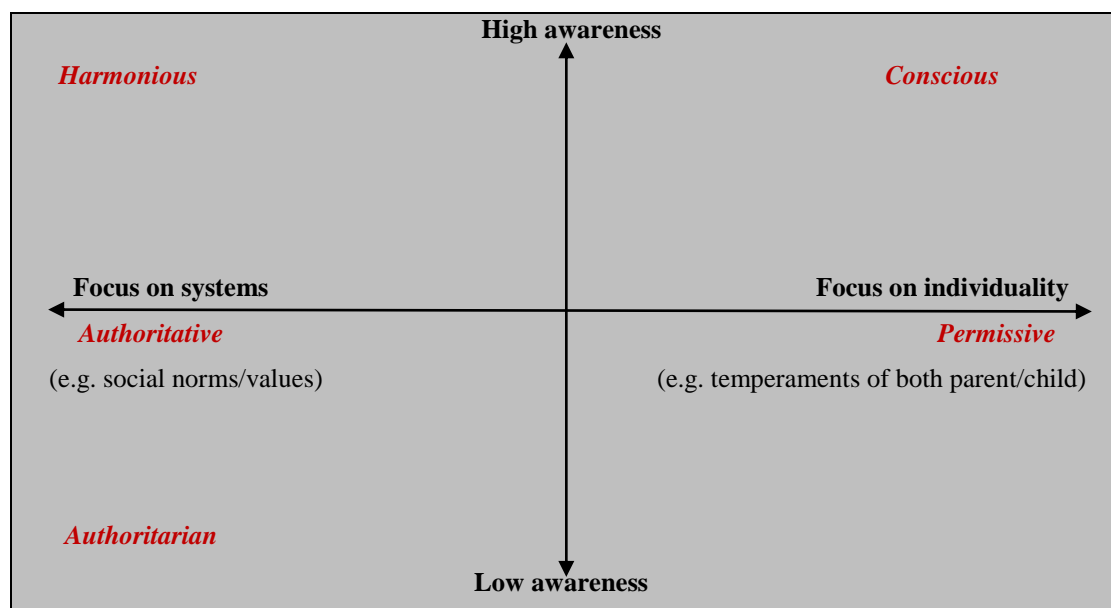 High awareness
Harmonious Conscious
Focus on systems Focus on individuality
Authoritative Permissive
(e.g. social norms/values) (e.g. temperaments of both parent/child)
Authoritarian
Low awareness